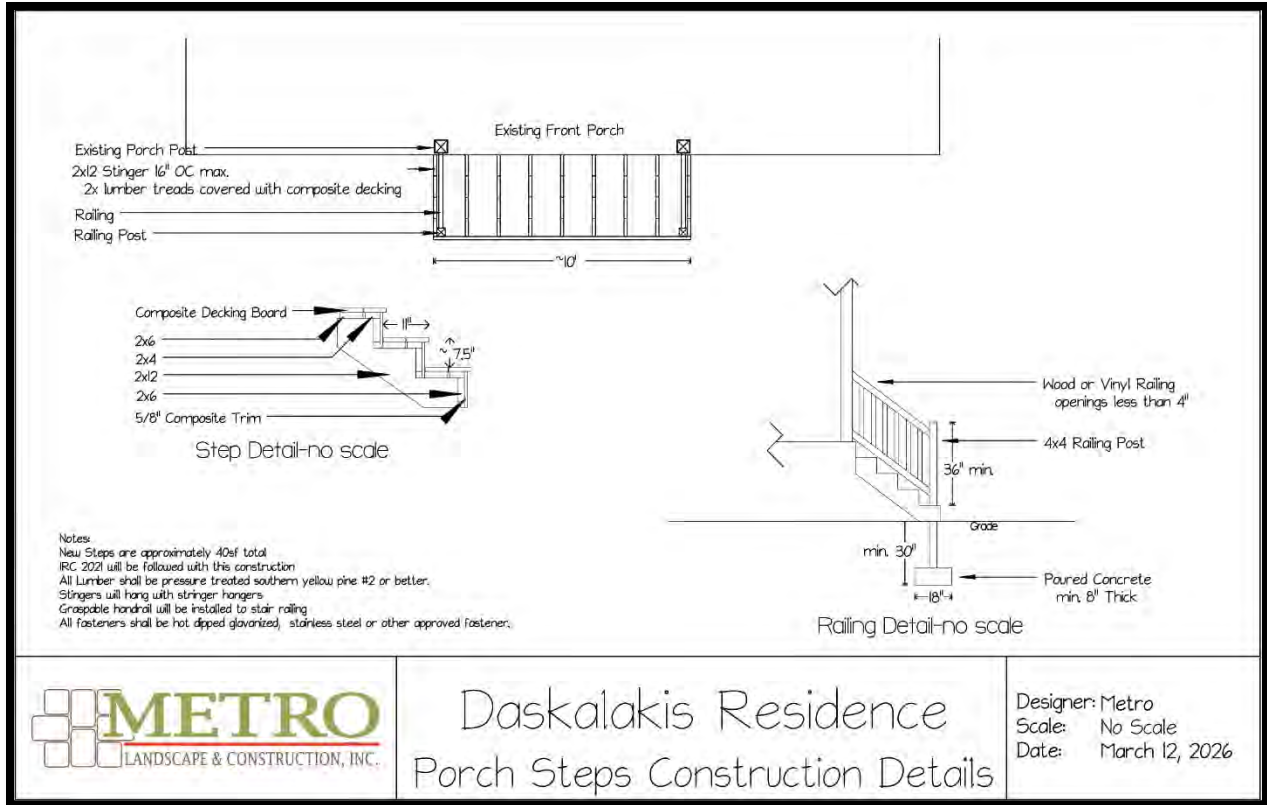 Existing Front Porch
Existing Porch Post
2x12 Stinger 16" OC max.
2x lumber treads covered with composite decking
Railing
Railing Post
~10'
Composite Decking Board
11"
2x6
~7.5"
2x4
2x12
2x6
5/8" Composite Trim
Step Detail-no scale
Wood or Vinyl Railing
openings less than 4"
4x4 Railing Post
36" min.
Grade
min. 30"
Poured Concrete
min. 8" Thick
18"
Railing Detail-no scale
Notes:
New Steps are approximately 40sf total
IRC 2021 will be followed with this construction
All Lumber shall be pressure treated southern yellow pine #2 or better.
Stingers will hang with stringer hangers
Graspable handrail will be installed to stair railing
All fasteners shall be hot dipped glavanized, stainless steel or other approved fastener.
METRO
LANDSCAPE & CONSTRUCTION, INC.
Daskalakis Residence
Porch Steps Construction Details
Designer: Metro
Scale: No Scale
Date: March 12, 2026